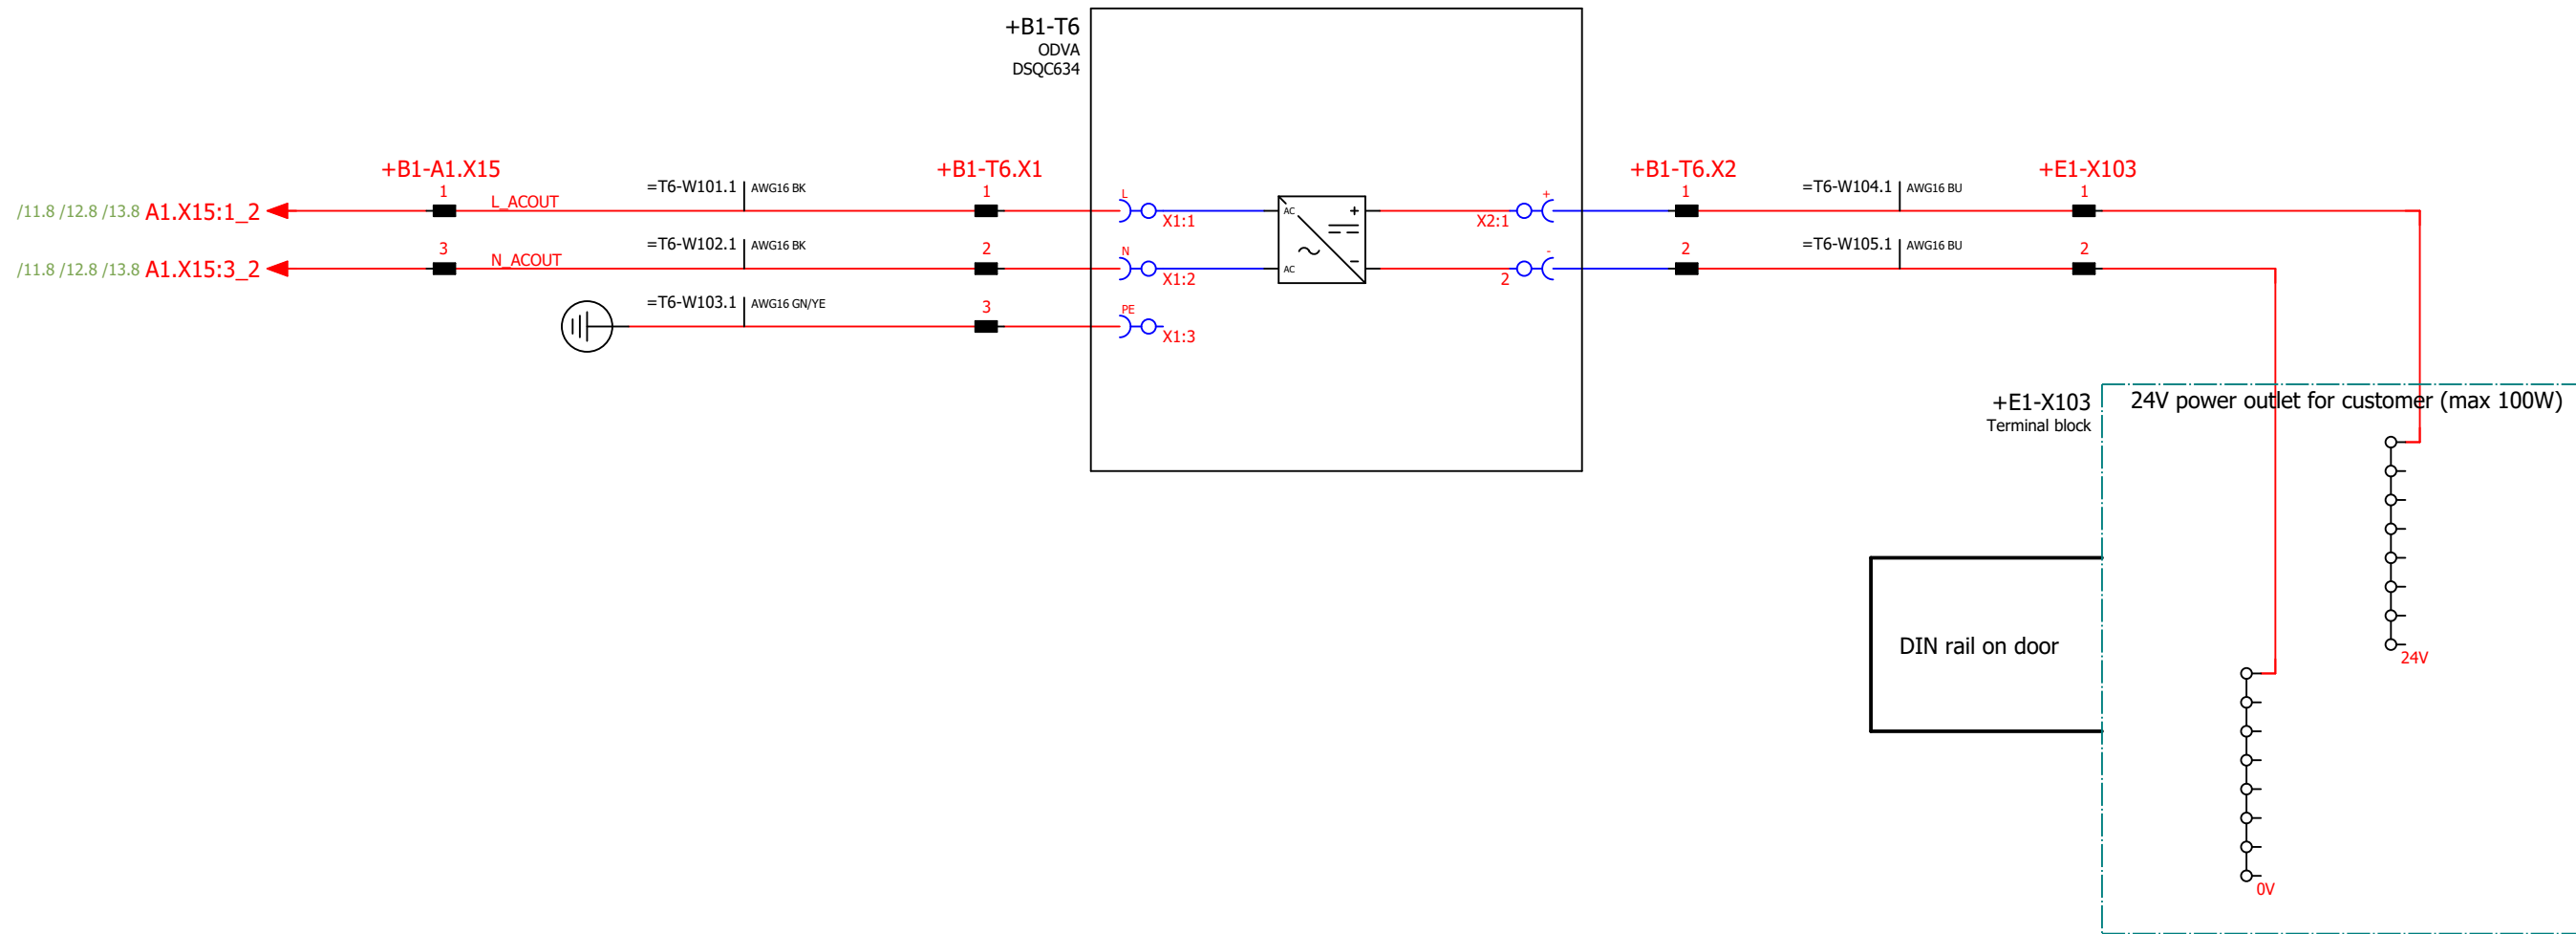 +B1-T6
ODVA
DSQC634
+B1-A1.X15
+B1-T6.X1
+B1-T6.X2
+E1-X103
/11.8 /12.8 /13.8 A1.X15:1_2
1
L_ACOUT
=T6-W101.1 AWG16 BK
1
L
X1:1
AC
+
X2:1
+
1
=T6-W104.1 AWG16 BU
1
/11.8 /12.8 /13.8 A1.X15:3_2
3
N_ACOUT
=T6-W102.1 AWG16 BK
2
N
X1:2
AC
-
2
-
2
=T6-W105.1 AWG16 BU
2
=T6-W103.1 AWG16 GN/YE
3
PE
X1:3
+E1-X103
Terminal block
24V power outlet for customer (max 100W)
DIN rail on door
24V
0V